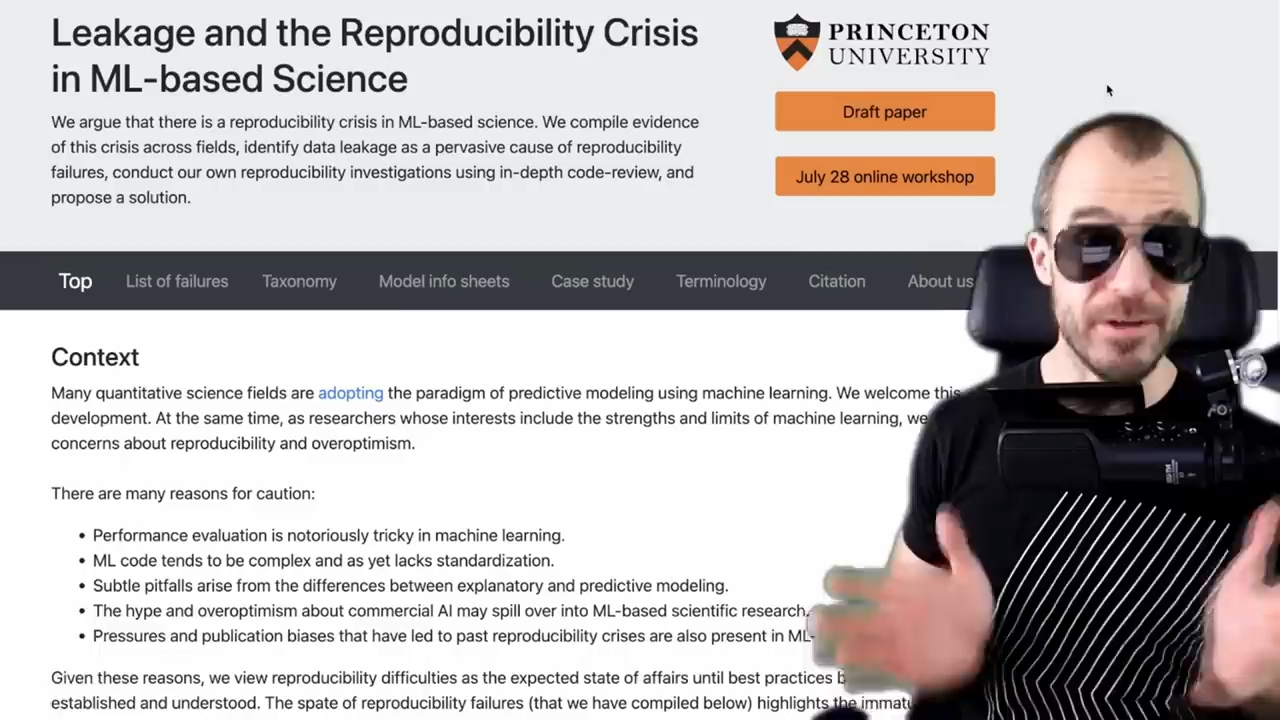 Leakage and the Reproducibility Crisis
in ML-based Science
We argue that there is a reproducibility crisis in ML-based science. We compile evidence
of this crisis across fields, identify data leakage as a pervasive cause of reproducibility
failures, conduct our own reproducibility investigations using in-depth code-review, and
propose a solution.
PRINCETON
UNIVERSITY
Draft paper
July 28 online workshop
Top List of failures Taxonomy Model info sheets Case study Terminology Citation About us
Context
Many quantitative science fields are adopting the paradigm of predictive modeling using machine learning. We welcome this
development. At the same time, as researchers whose interests include the strengths and limits of machine learning, we
concerns about reproducibility and overoptimism.
There are many reasons for caution:
• Performance evaluation is notoriously tricky in machine learning.
• ML code tends to be complex and as yet lacks standardization.
• Subtle pitfalls arise from the differences between explanatory and predictive modeling.
• The hype and overoptimism about commercial AI may spill over into ML-based scientific research.
• Pressures and publication biases that have led to past reproducibility crises are also present in ML-
Given these reasons, we view reproducibility difficulties as the expected state of affairs until best practices
established and understood. The spate of reproducibility failures (that we have compiled below) highlights the